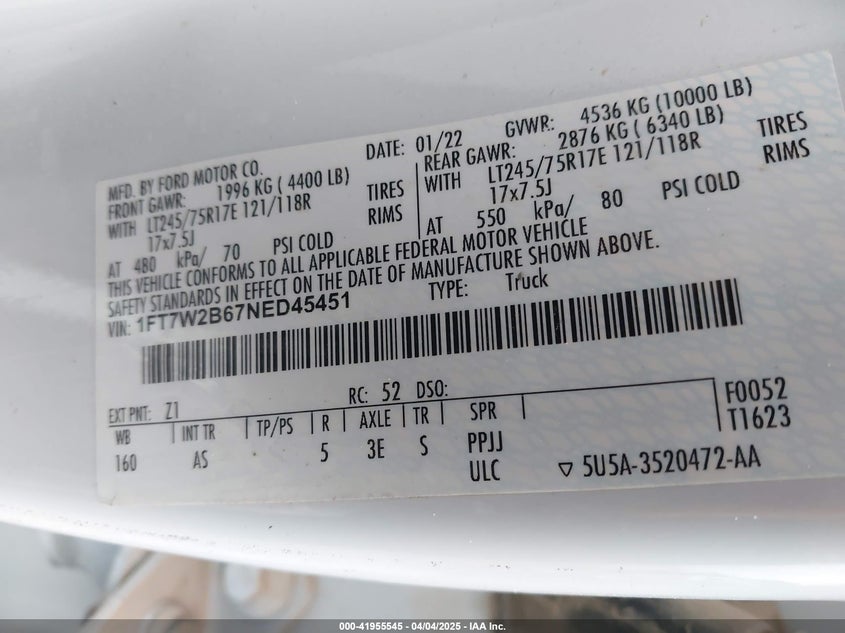 MFD. BY FORD MOTOR CO. DATE: 01/22 GVWR: 4536 KG (10000 LB)
FRONT GAWR: 1996 KG ( 4400 LB) REAR GAWR: 2876 KG ( 6340 LB)
WITH LT245/75R17E 121/118R TIRES WITH LT245/75R17E 121/118R TIRES
17x7.5J RIMS 17x7.5J RIMS
AT 480 kPa/ 70 PSI COLD AT 550 kPa/ 80 PSI COLD
THIS VEHICLE CONFORMS TO ALL APPLICABLE FEDERAL MOTOR VEHICLE
SAFETY STANDARDS IN EFFECT ON THE DATE OF MANUFACTURE SHOWN ABOVE.
VIN: 1FT7W2B67NED45451 TYPE: Truck
EXT PNT: Z1 RC: 52 DSO: F0052
WB INT TR TP/PS R AXLE TR SPR T1623
160 AS 5 3E S PPJJ
ULC ▽ 5U5A-3520472-AA
000-41955545 - 04/04/2025 - IAA Inc.